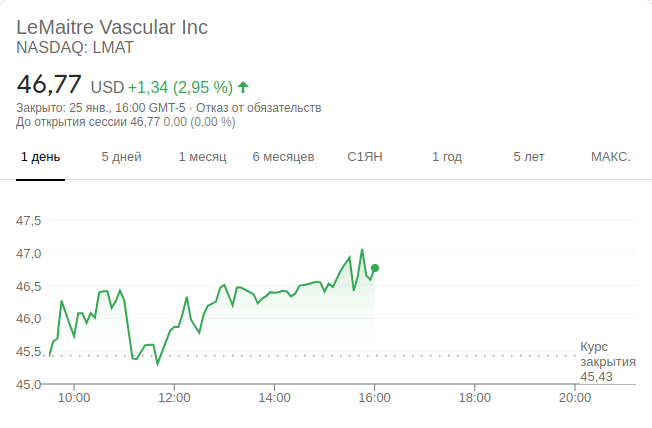 LeMaitre Vascular Inc
NASDAQ: LMAT
46,77 USD +1,34 (2,95 %)
Закрыто: 25 янв., 16:00 GMT-5 · Отказ от обязательств
До открытия сессии 46,77 0,00 (0,00 %)
1 день 5 дней 1 месяц 6 месяцев С1ЯН 1 год 5 лет МАКС.
47,5
47,0
46,5
46,0
45,5
45,0
Курс
закрытия
45,43
10:00 12:00 14:00 16:00 18:00 20:00